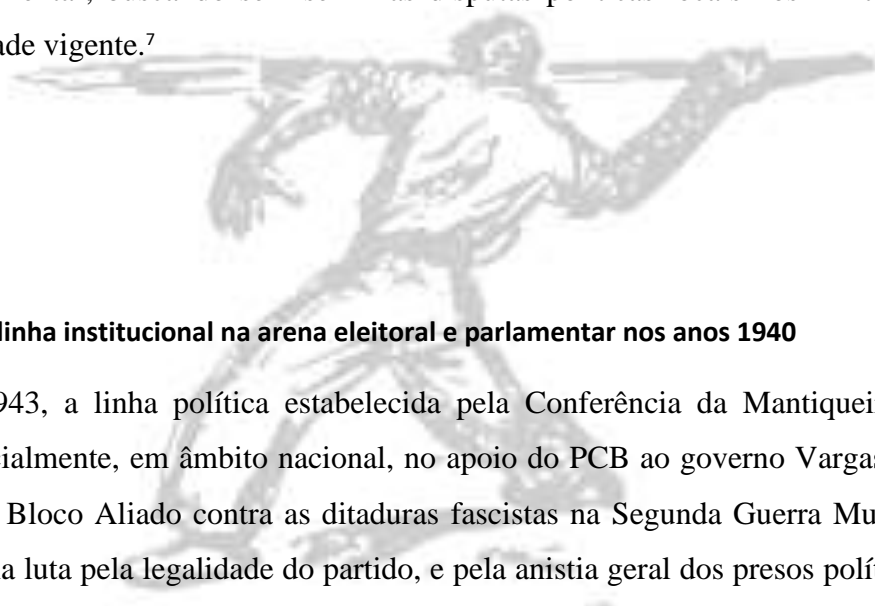 ade vigente.⁷
linha institucional na arena eleitoral e parlamentar nos anos 1940
943, a linha política estabelecida pela Conferência da Mantiquei
cialmente, em âmbito nacional, no apoio do PCB ao governo Vargas
Bloco Aliado contra as ditaduras fascistas na Segunda Guerra Mu
a luta pela legalidade do partido, e pela anistia geral dos presos polít